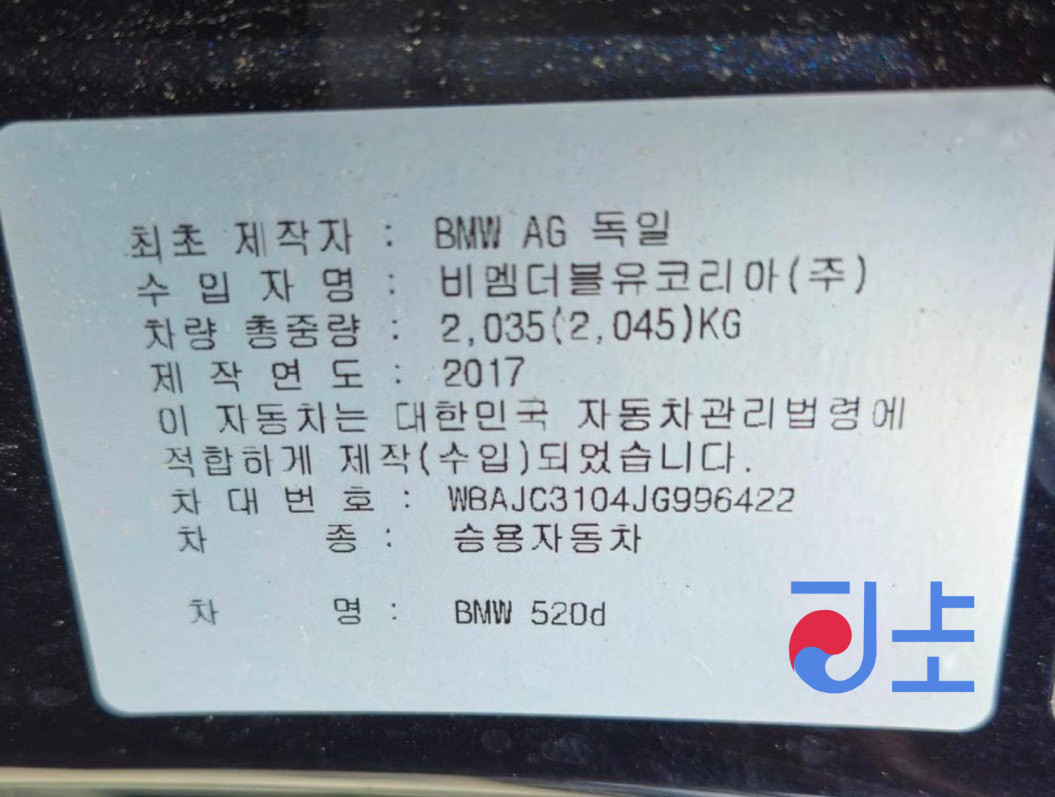 최초 제작자 : BMW AG 독일
수 입 자 명 : 비엠더블유코리아(주)
차량 총중량 : 2,035(2,045)KG
제 작 연 도 : 2017
이 자동차는 대한민국 자동차관리법령에
적합하게 제작(수입)되었습니다.
차 대 번 호 : WBAJC3104JG996422
차 종 : 승용자동차
차 명 : BMW 520d